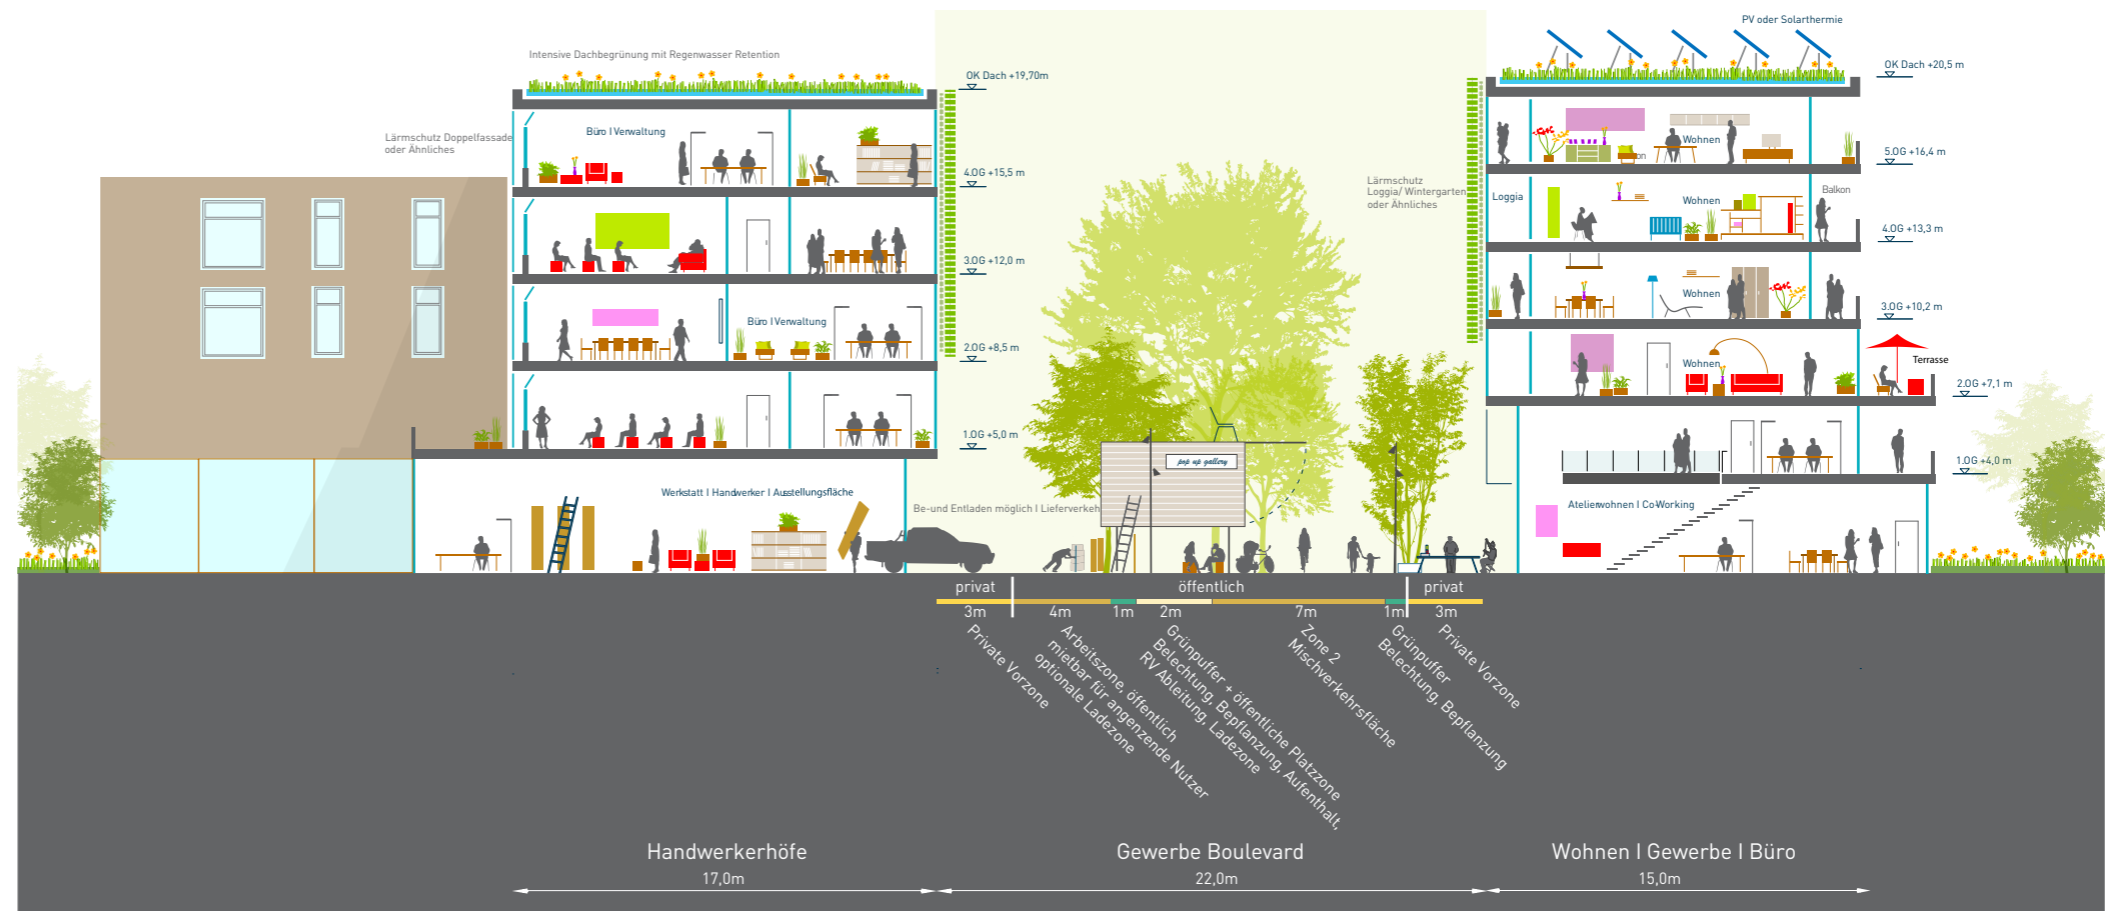 PV oder Solarthermie
Intensive Dachbegrünung mit Regenwasser Retention
OK Dach +19,70m
OK Dach +20,5 m
Lärmschutz Doppelfassade
oder Ähnliches
Büro I Verwaltung
4.OG +15,5 m
3.OG +12,0 m
Büro I Verwaltung
2.OG +8,5 m
1.OG +5,0 m
Werkstatt I Handwerker I Ausstellungsfläche
Be-und Entladen möglich I Lieferverkeh
pop up gallery
Lärmschutz
Loggia/ Wintergarten
oder Ähnliches
Wohnen
5.OG +16,4 m
Loggia
Wohnen
Balkon
4.OG +13,3 m
Wohnen
3.OG +10,2 m
Wohnen
Terrasse
2.OG +7,1 m
1.OG +4,0 m
Atelierwohnen I Co-Working
privat
öffentlich
privat
3m
4m
1m
2m
7m
1m
3m
Private Vorzone
Arbeitszone, öffentlich
mietbar für angenzende Nutzer
optionale Ladezone
Grünpuffer + öffentliche Platzzone
Belechtung, Bepflanzung, Aufenthalt,
RV Ableitung, Ladezone
Zone 2
Mischverkehrsfläche
Grünpuffer
Belechtung, Bepflanzung
Private Vorzone
Handwerkerhöfe
17,0m
Gewerbe Boulevard
22,0m
Wohnen I Gewerbe I Büro
15,0m